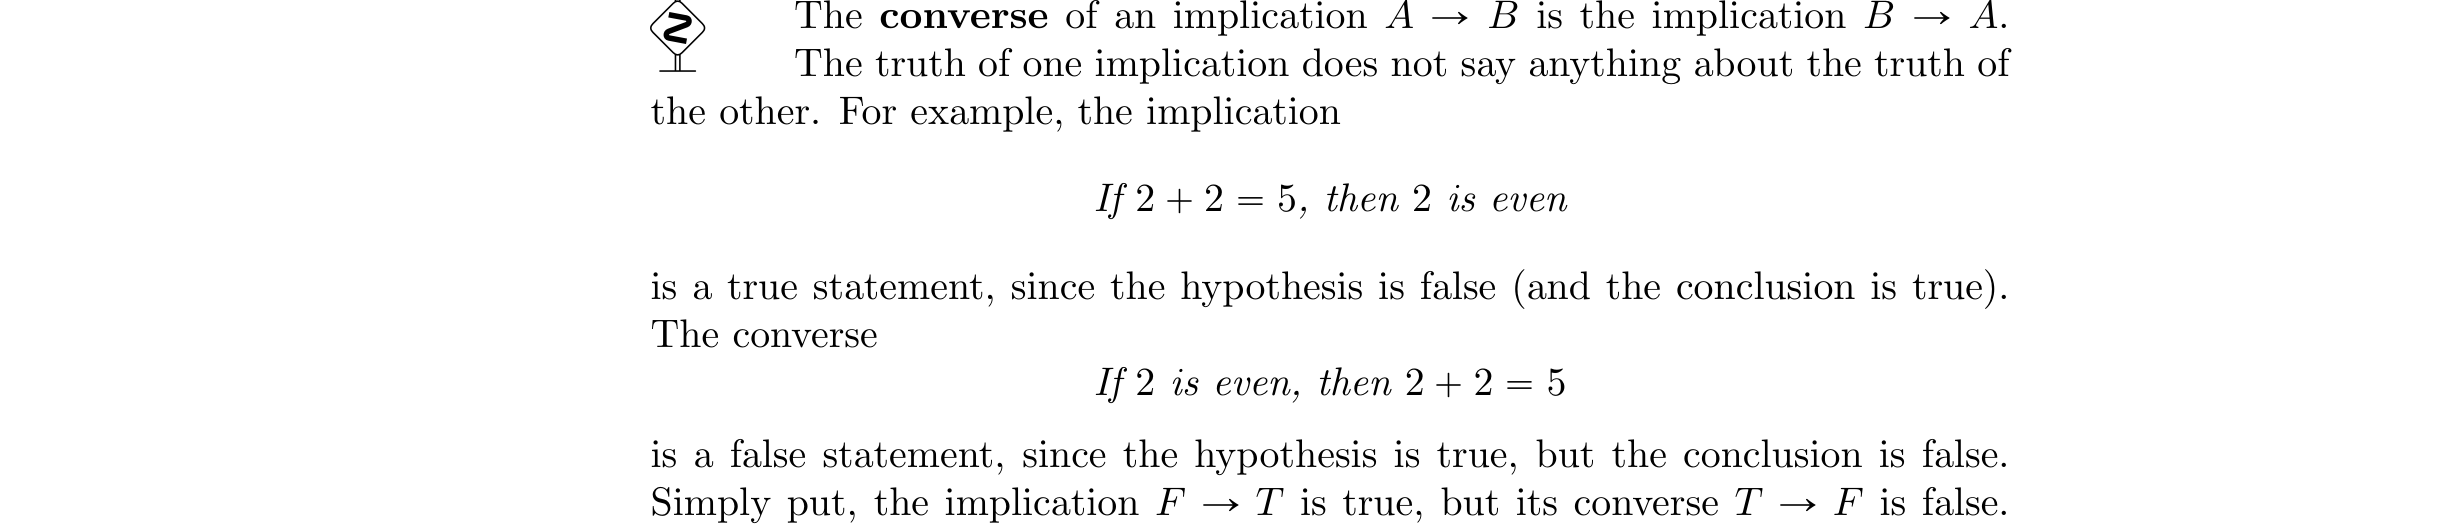 The converse of an implication A → B is the implication B → A.
The truth of one implication does not say anything about the truth of
the other. For example, the implication
If 2 + 2 = 5, then 2 is even
is a true statement, since the hypothesis is false (and the conclusion is true).
The converse
If 2 is even, then 2 + 2 = 5
is a false statement, since the hypothesis is true, but the conclusion is false.
Simply put, the implication F → T is true, but its converse T → F is false.